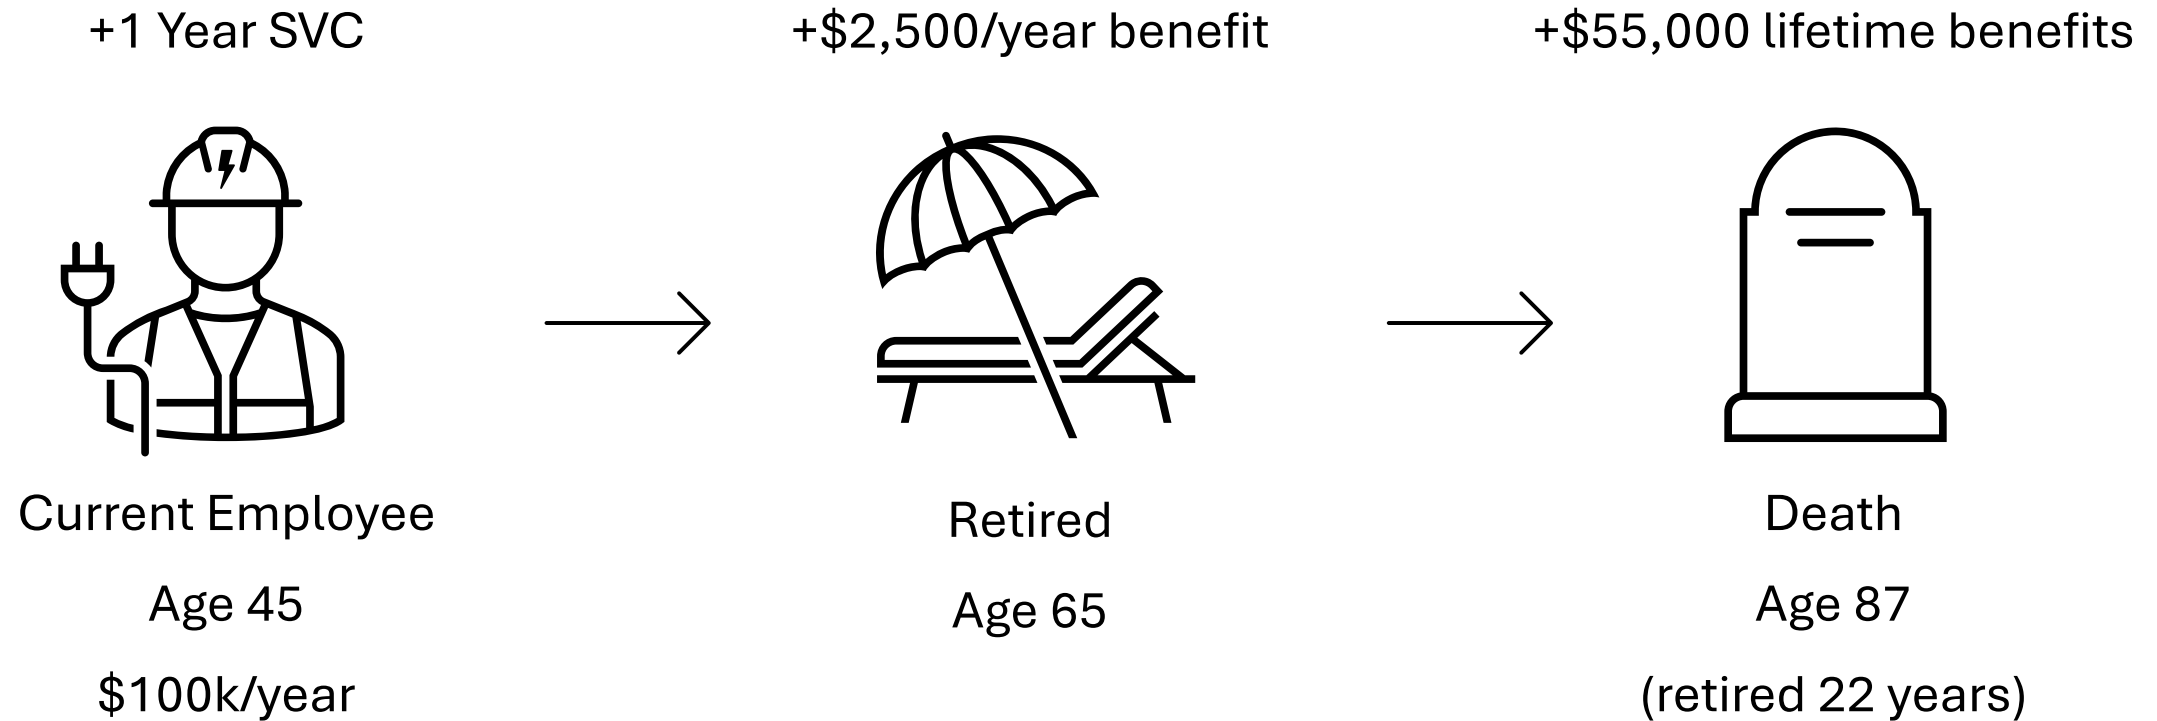 +1 Year SVC
+$2,500/year benefit
+$55,000 lifetime benefits
Current Employee
Age 45
$100k/year
Retired
Age 65
Death
Age 87
(retired 22 years)